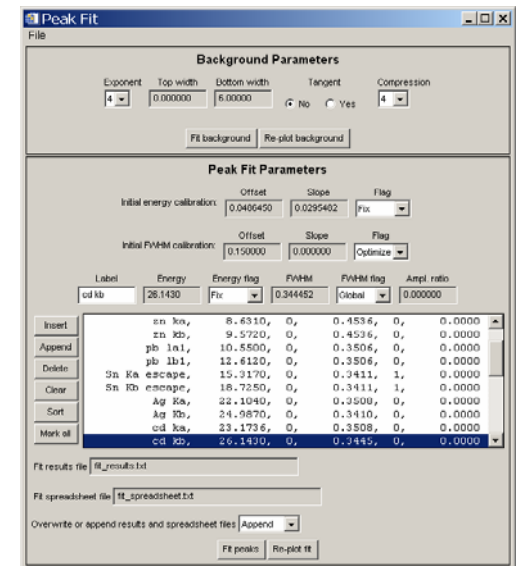 Peak Fit
File
Background Parameters
Exponent Top width Bottom width Tangent Compression
4 0.000000 6.00000 No Yes 4
Fit background Re-plot background
Peak Fit Parameters
Offset Slope Flag
Initial energy calibration: 0.0406450 0.0295402 Fix
Offset Slope Flag
Initial FWHM calibration: 0.150000 0.000000 Optimize
Label Energy Energy flag FWHM FWHM flag Ampl. ratio
cd kb 26.1430 Fix 0.344452 Global 0.000000
Insert
Append
Delete
Clear
Sort
Mark all
zn ka, 8.6310, 0, 0.4536, 0, 0.0000
zn kb, 9.5720, 0, 0.4536, 0, 0.0000
pb la1, 10.5500, 0, 0.3506, 0, 0.0000
pb lb1, 12.6120, 0, 0.3506, 0, 0.0000
Sn Ka escape, 15.3170, 0, 0.3411, 1, 0.0000
Sn Kb escape, 18.7250, 0, 0.3411, 1, 0.0000
Ag Ka, 22.1040, 0, 0.3508, 0, 0.0000
Ag Kb, 24.9870, 0, 0.3410, 0, 0.0000
cd ka, 23.1736, 0, 0.3508, 0, 0.0000
cd kb, 26.1430, 0, 0.3445, 0, 0.0000
Fit results file fit_results.txt
Fit spreadsheet file fit_spreadsheet.txt
Overwrite or append results and spreadsheet files Append
Fit peaks Re-plot fit